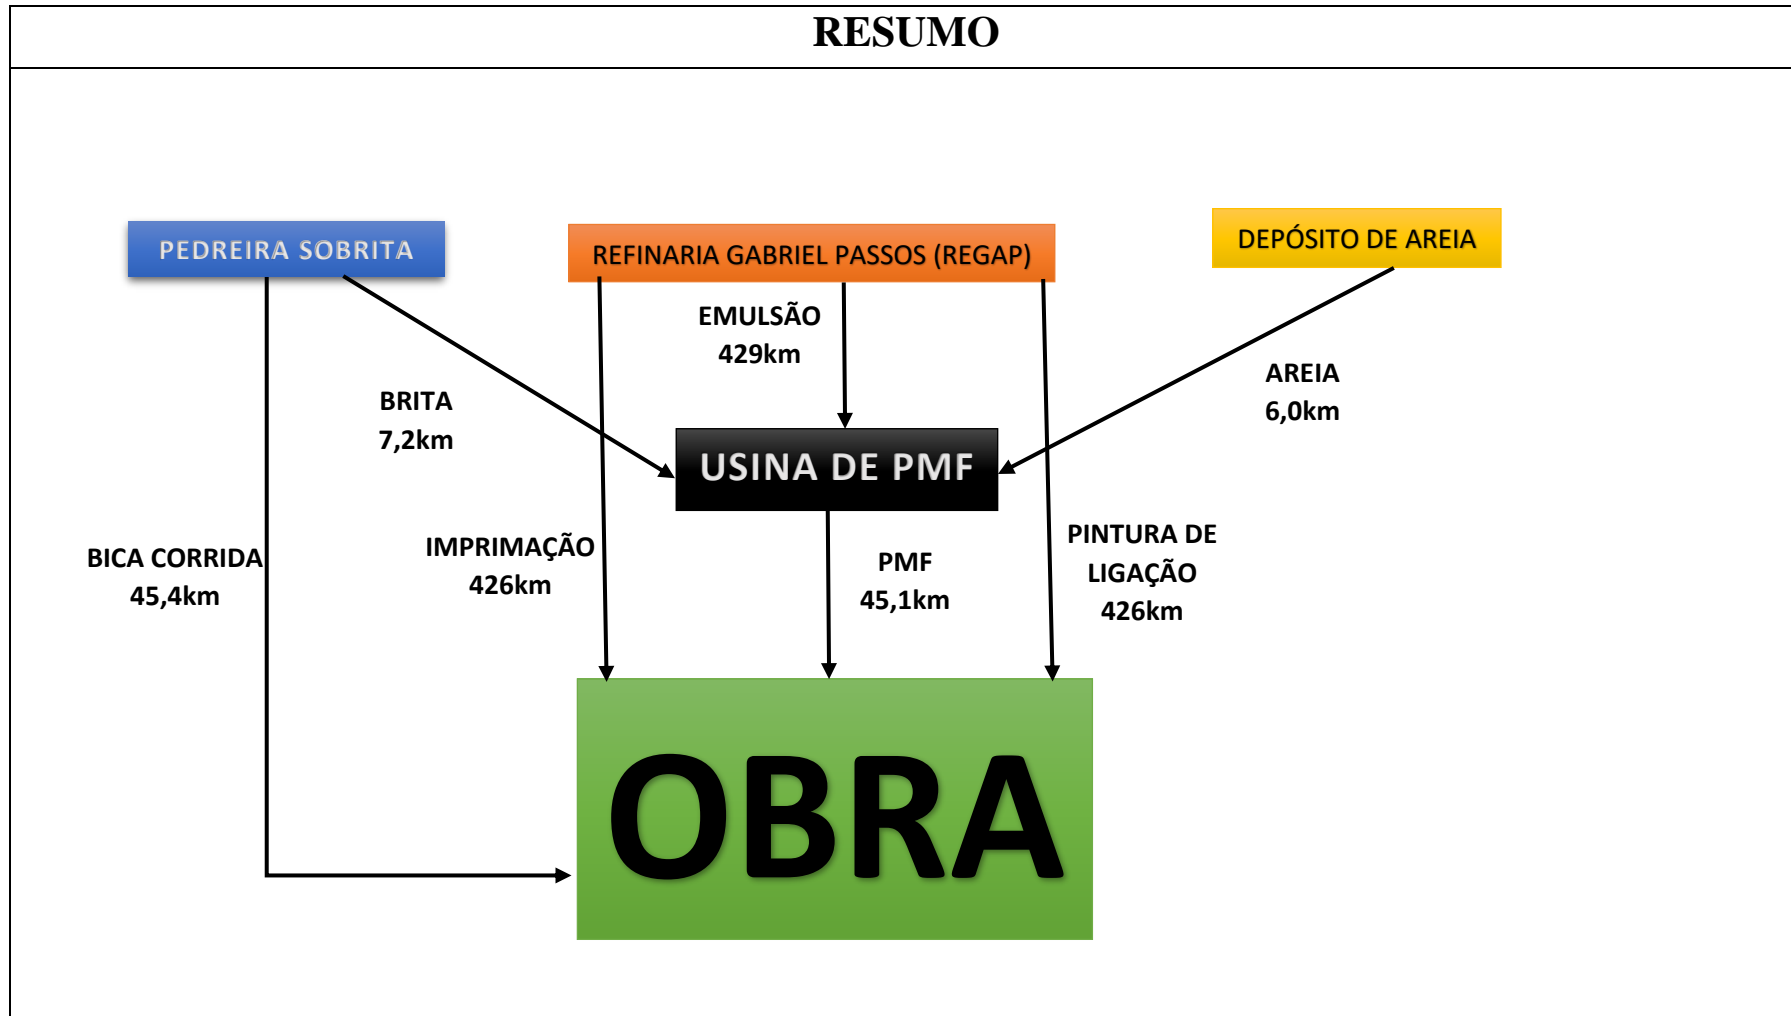 RESUMO
PEDREIRA SOBRITA
REFINARIA GABRIEL PASSOS (REGAP)
DEPÓSITO DE AREIA
EMULSÃO
429km
BRITA
7,2km
AREIA
6,0km
USINA DE PMF
BICA CORRIDA
45,4km
IMPRIMAÇÃO
426km
PMF
45,1km
PINTURA DE
LIGAÇÃO
426km
OBRA